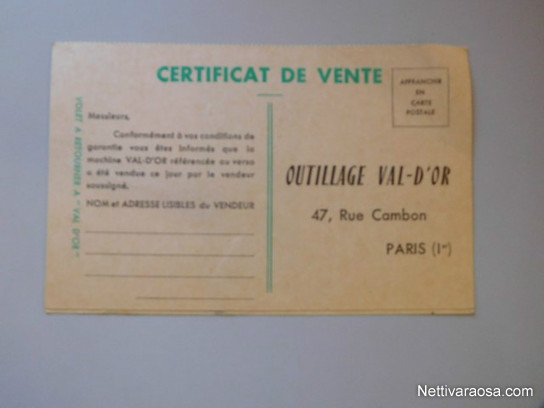 CERTIFICAT DE VENTE
AFFRANCHIR
EN
CARTE
POSTALE
VOLET A RETOURNER A "VAL D'OR"
Messieurs,
Conformément à vos conditions de
garantie vous êtes informés que la
machine VAL-D'OR référencée au verso
a été vendue ce jour par le vendeur
soussigné.
NOM et ADRESSE LISIBLES du VENDEUR
OUTILLAGE VAL-D'OR
47, Rue Cambon
PARIS (Ier)
Nettivaraosa.com